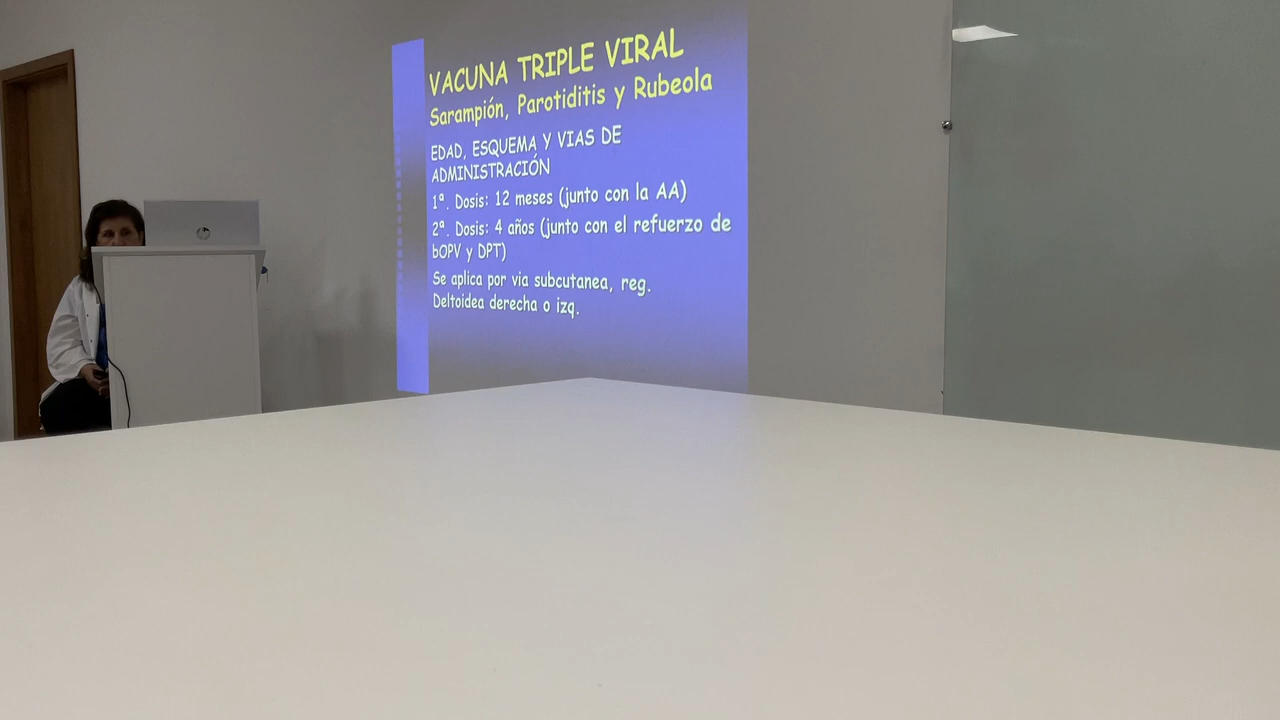 VACUNA TRIPLE VIRAL
Sarampión, Parotiditis y Rubeola
EDAD, ESQUEMA Y VIAS DE
ADMINISTRACIÓN
1ª. Dosis: 12 meses (junto con la AA)
2ª. Dosis: 4 años (junto con el refuerzo de
bOPV y DPT)
Se aplica por via subcutanea, reg.
Deltoidea derecha o izq.